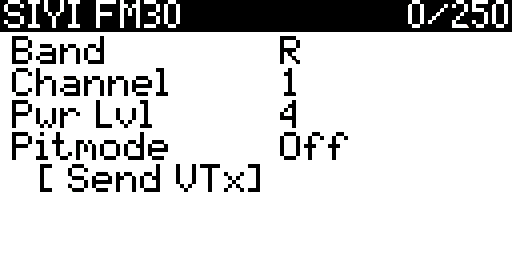 SIYI FM30 0/250
Band R
Channel 1
Pwr Lvl 4
Pitmode Off
[ Send VTx]